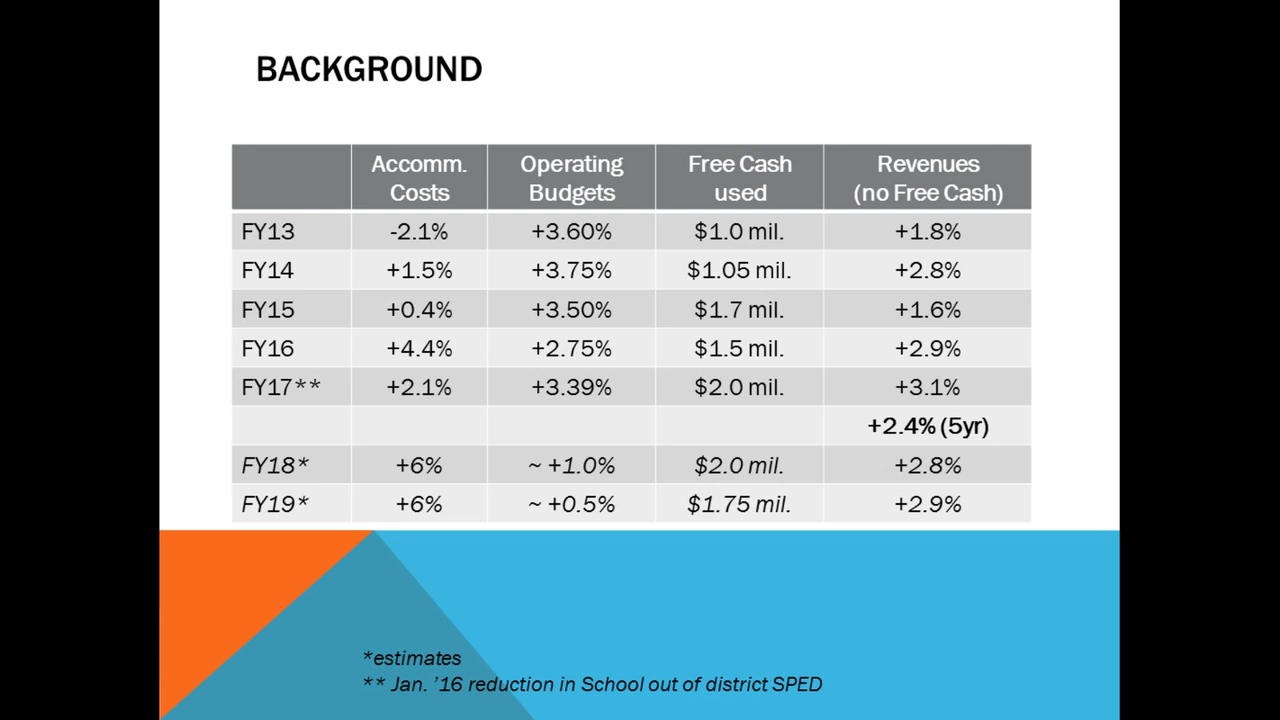 BACKGROUND
Accomm. Costs Operating Budgets Free Cash used Revenues (no Free Cash)
FY13 -2.1% +3.60% $1.0 mil. +1.8%
FY14 +1.5% +3.75% $1.05 mil. +2.8%
FY15 +0.4% +3.50% $1.7 mil. +1.6%
FY16 +4.4% +2.75% $1.5 mil. +2.9%
FY17** +2.1% +3.39% $2.0 mil. +3.1%
+2.4% (5yr)
FY18* +6% ~ +1.0% $2.0 mil. +2.8%
FY19* +6% ~ +0.5% $1.75 mil. +2.9%
*estimates
** Jan. ’16 reduction in School out of district SPED